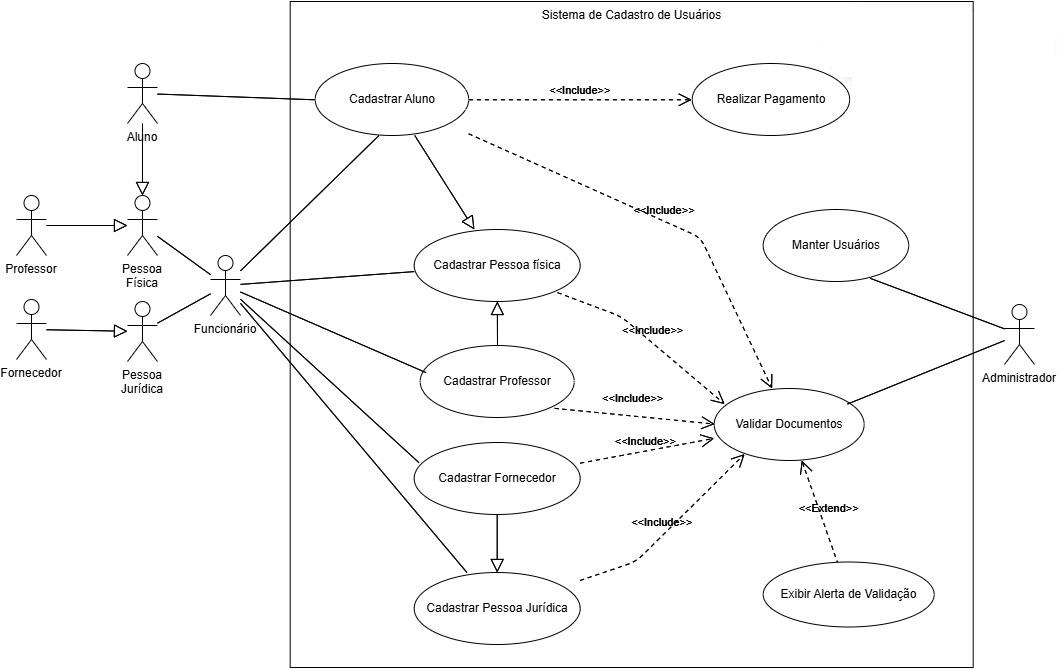 Sistema de Cadastro de Usuários
Cadastrar Aluno
<<Include>>
Realizar Pagamento
Aluno
<<Include>>
Professor
Pessoa
Física
Cadastrar Pessoa física
Manter Usuários
Funcionário
<<Include>>
Fornecedor
Pessoa
Jurídica
Cadastrar Professor
Administrador
<<Include>>
Validar Documentos
<<Include>>
Cadastrar Fornecedor
<<Extend>>
<<Include>>
Cadastrar Pessoa Jurídica
Exibir Alerta de Validação